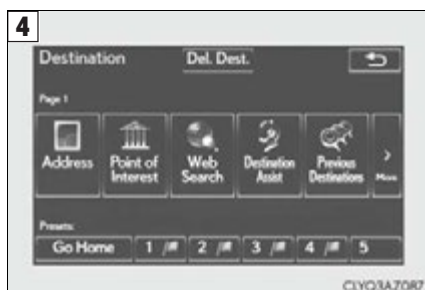 4
Destination Del. Dest.
Page 1
Address Point of Interest Web Search Destination Assist Previous Destinations More
Presets:
Go Home 1 2 3 4 5
CLYQ3AZ087